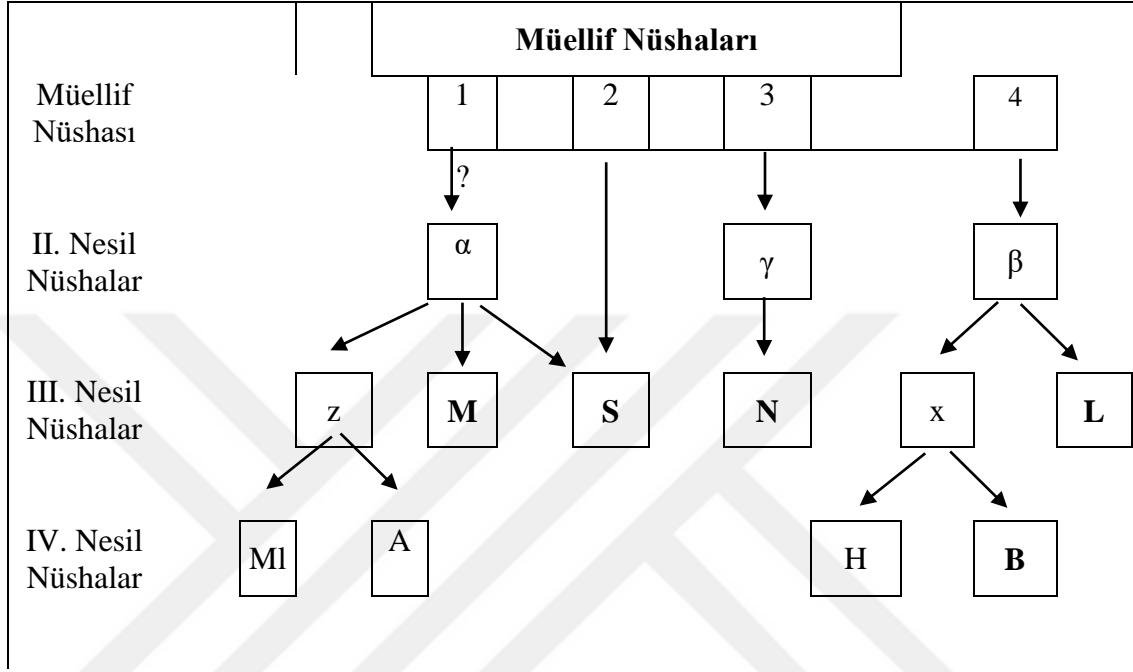 Müellif Nüshaları
Müellif
Nüshası
1
2
3
4
?
II. Nesil
Nüshalar
α
γ
β
III. Nesil
Nüshalar
z
M
S
N
x
L
IV. Nesil
Nüshalar
Ml
A
H
B